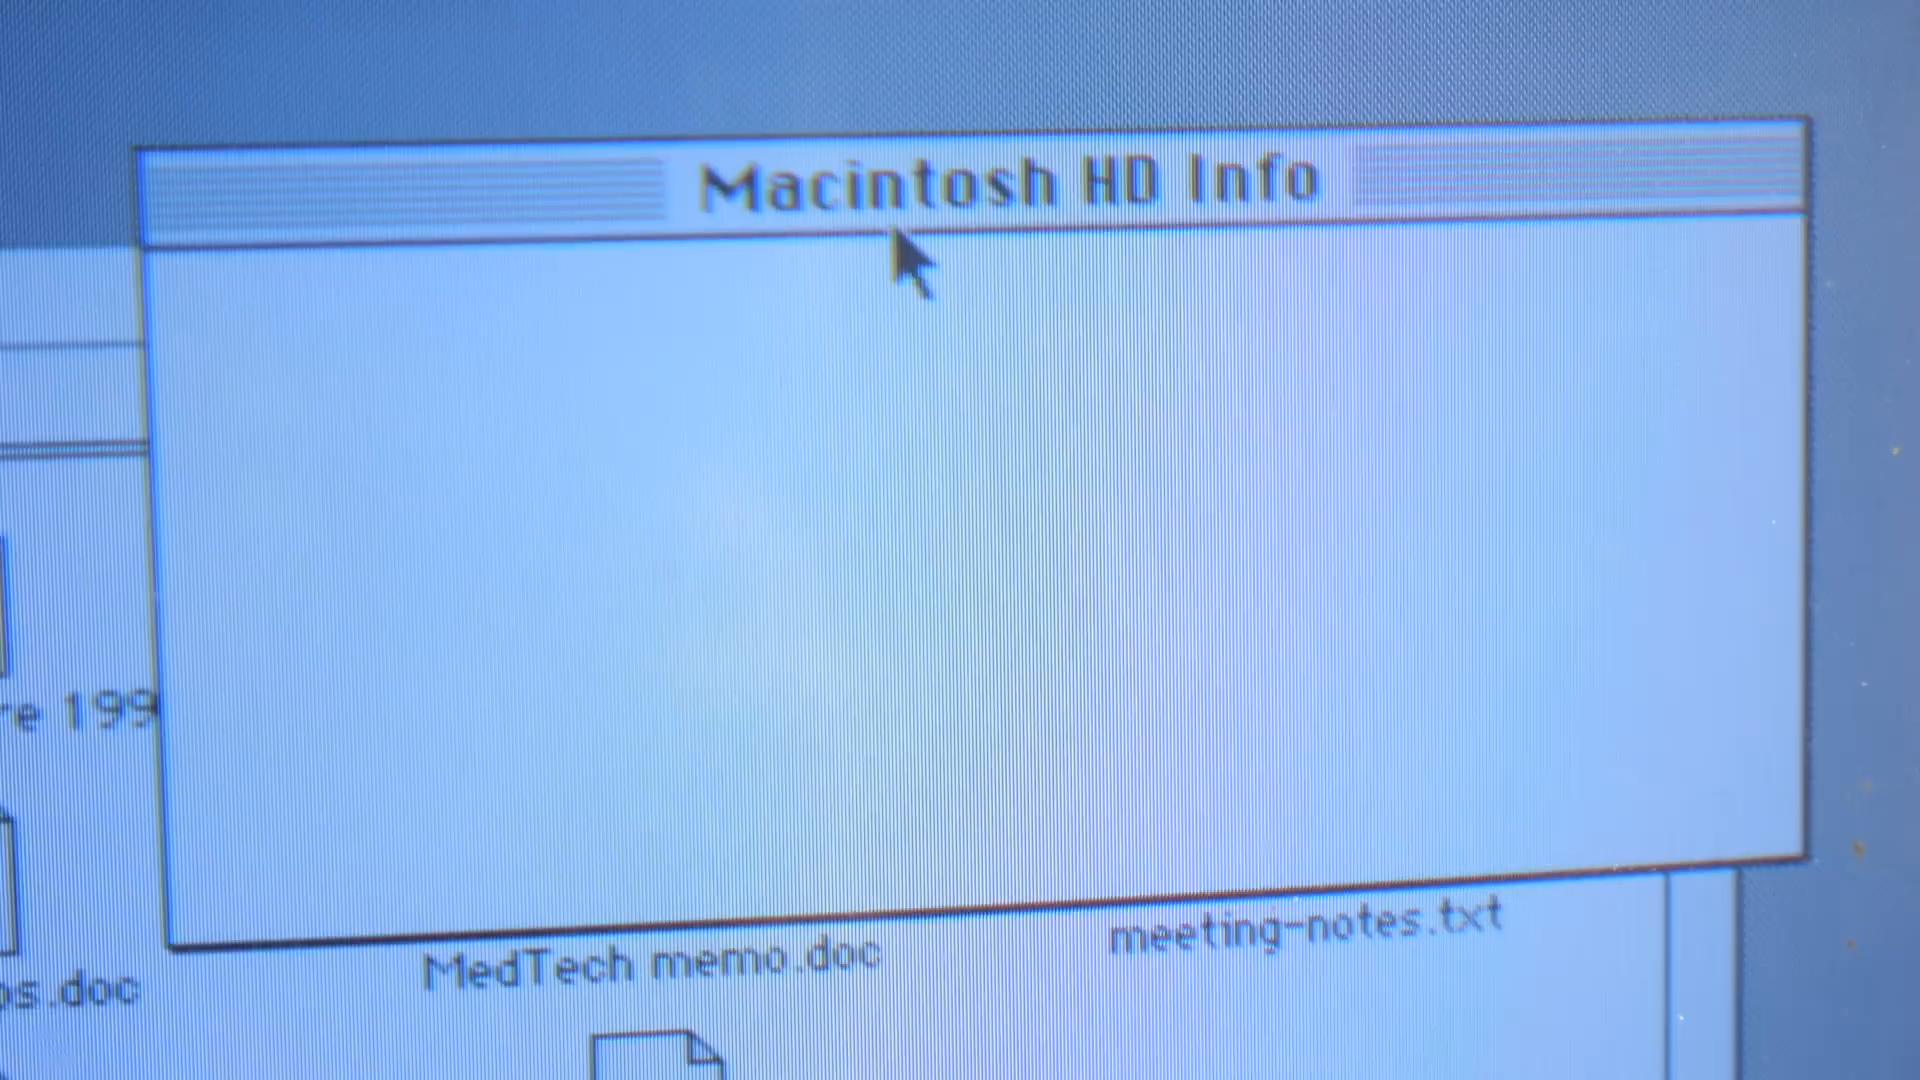 Macintosh HD Info
re 199
meeting-notes.txt
MedTech memo.doc
os.doc